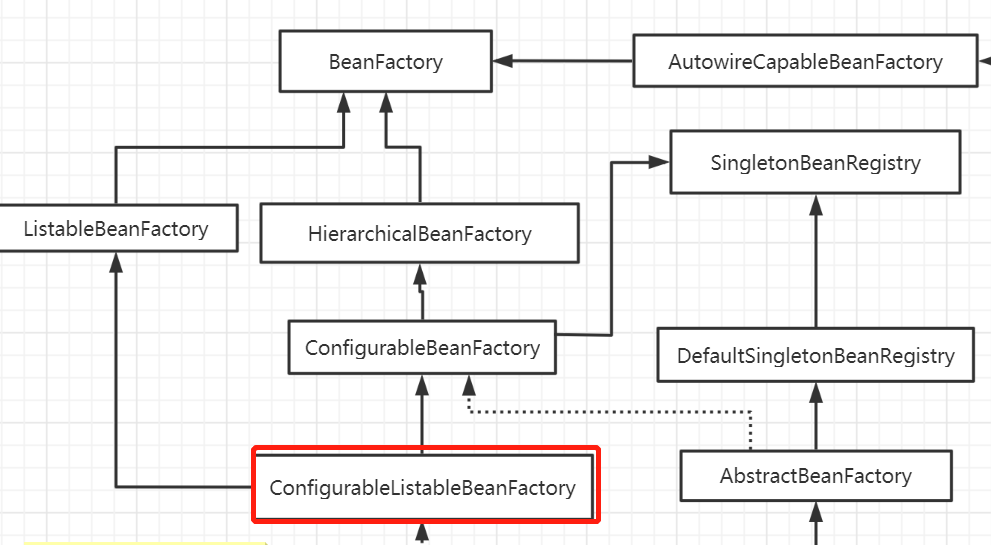 BeanFactory
AutowireCapableBeanFactory
SingletonBeanRegistry
ListableBeanFactory
HierarchicalBeanFactory
ConfigurableBeanFactory
DefaultSingletonBeanRegistry
AbstractBeanFactory
ConfigurableListableBeanFactory